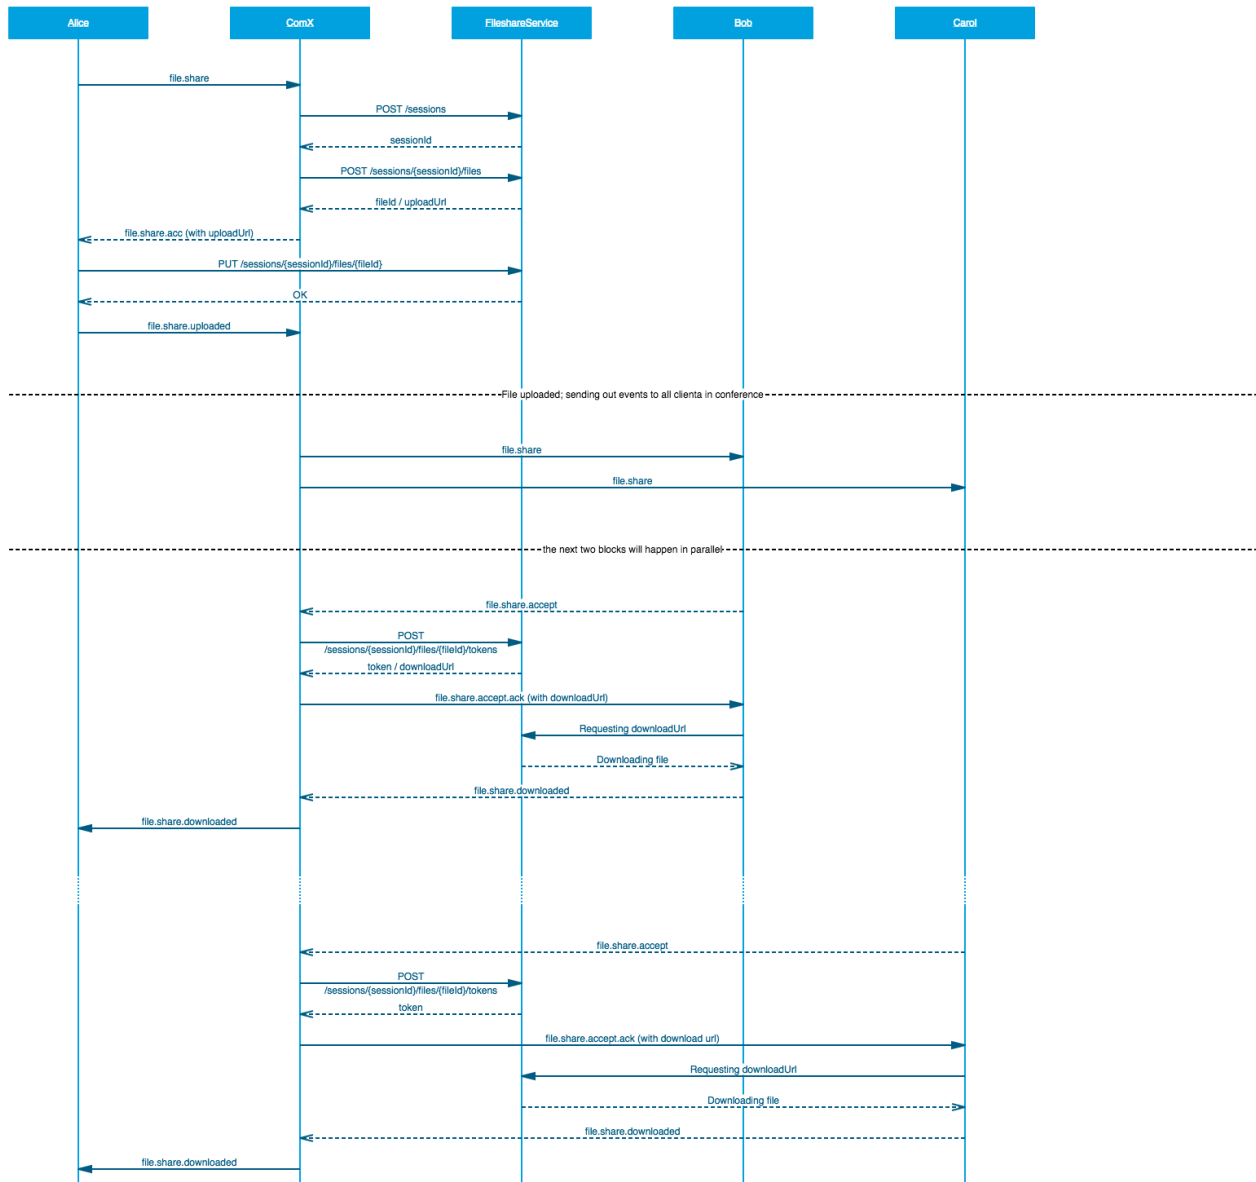 Alice
ComX
FileshareService
Bob
Carol
file.share
POST /sessions
sessionId
POST /sessions/{sessionId}/files
fileId / uploadUrl
file.share.acc (with uploadUrl)
PUT /sessions/{sessionId}/files/{fileId}
OK
file.share.uploaded
File uploaded; sending out events to all clienta in conference
file.share
file.share
the next two blocks will happen in parallel
file.share.accept
POST
/sessions/{sessionId}/files/{fileId}/tokens
token / downloadUrl
file.share.accept.ack (with downloadUrl)
Requesting downloadUrl
Downloading file
file.share.downloaded
file.share.downloaded
file.share.accept
POST
/sessions/{sessionId}/files/{fileId}/tokens
token
file.share.accept.ack (with download url)
Requesting downloadUrl
Downloading file
file.share.downloaded
file.share.downloaded